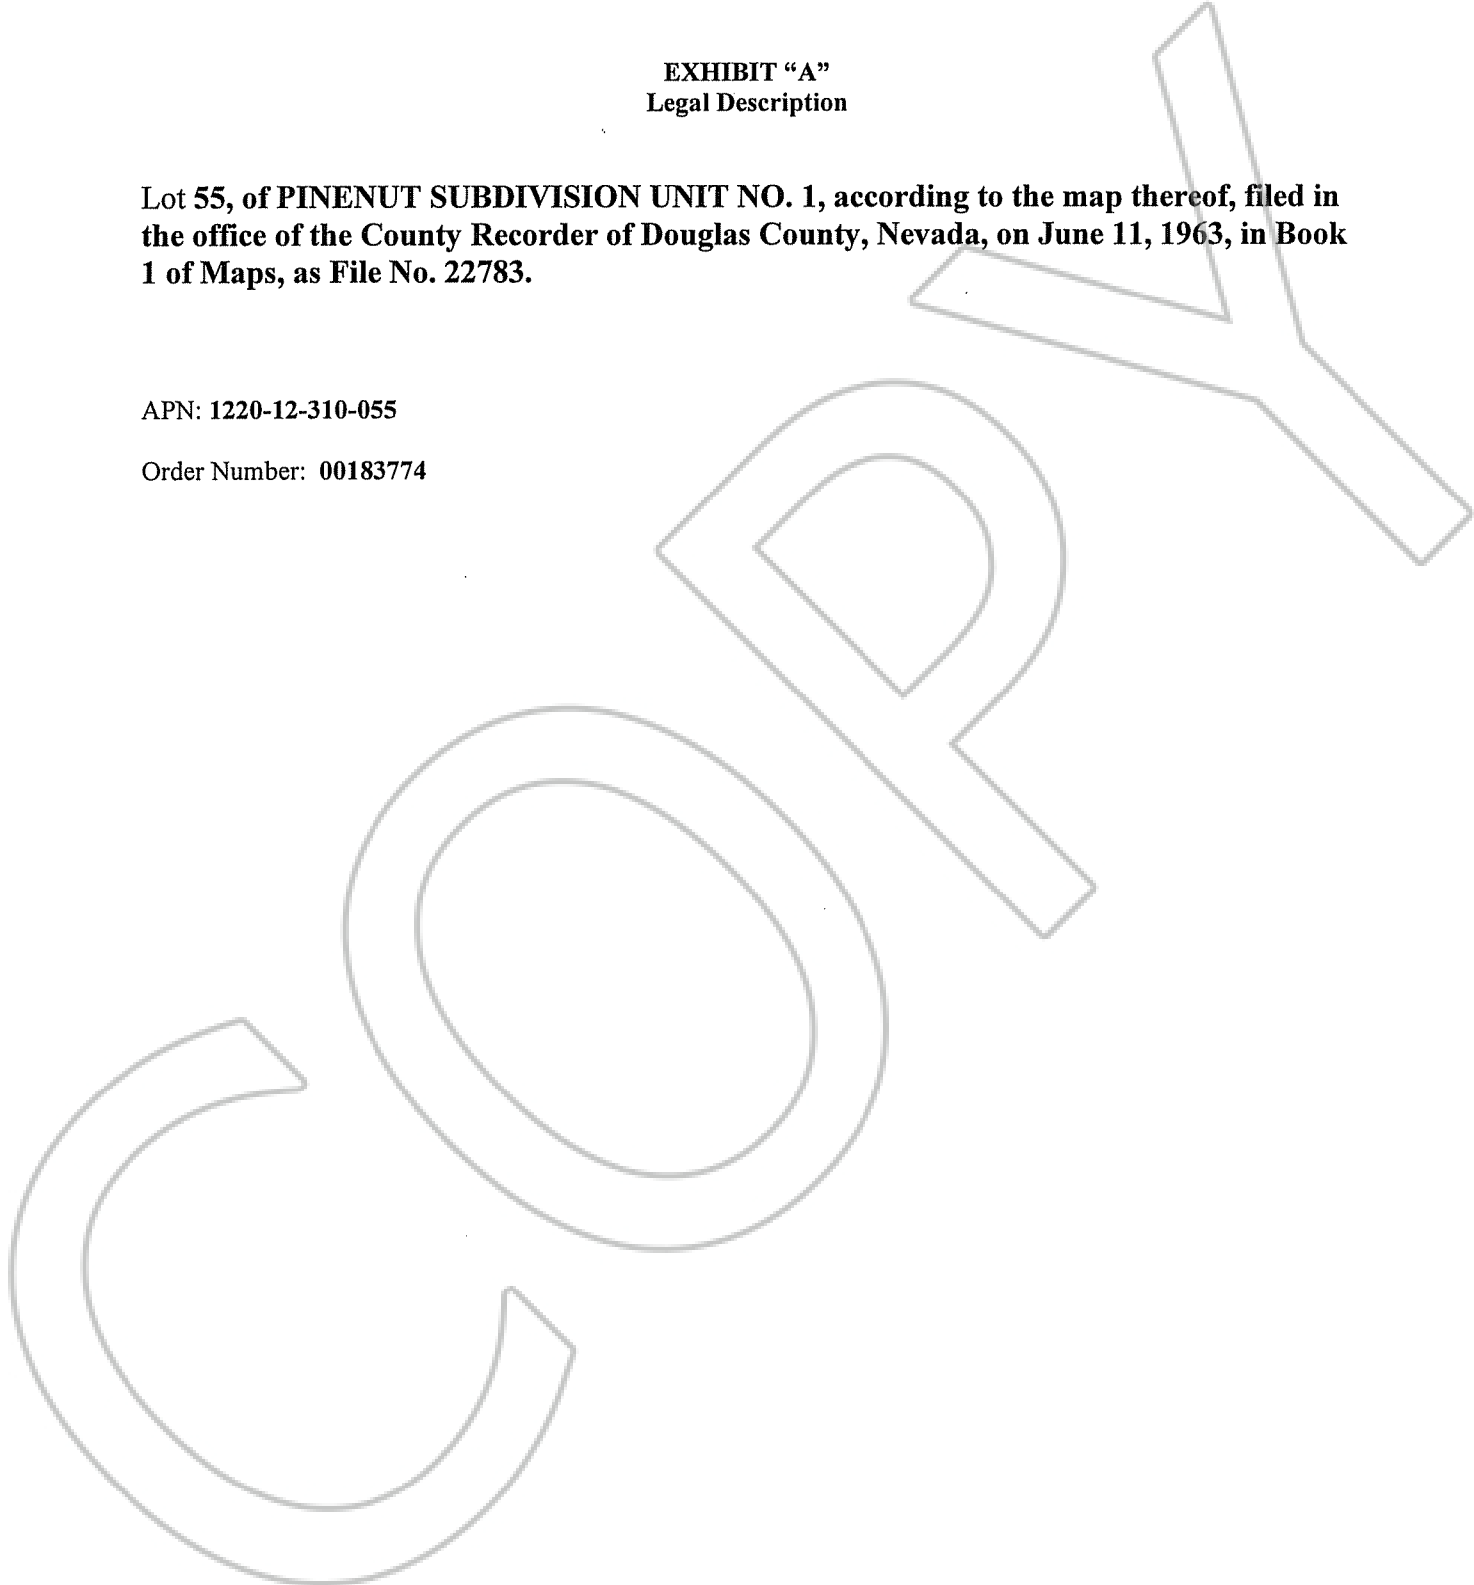 EXHIBIT “A”
Legal Description
Lot 55, of PINENUT SUBDIVISION UNIT NO. 1, according to the map thereof, filed in
the office of the County Recorder of Douglas County, Nevada, on June 11, 1963, in Book
1 of Maps, as File No. 22783.
APN: 1220-12-310-055
Order Number: 00183774
COPY